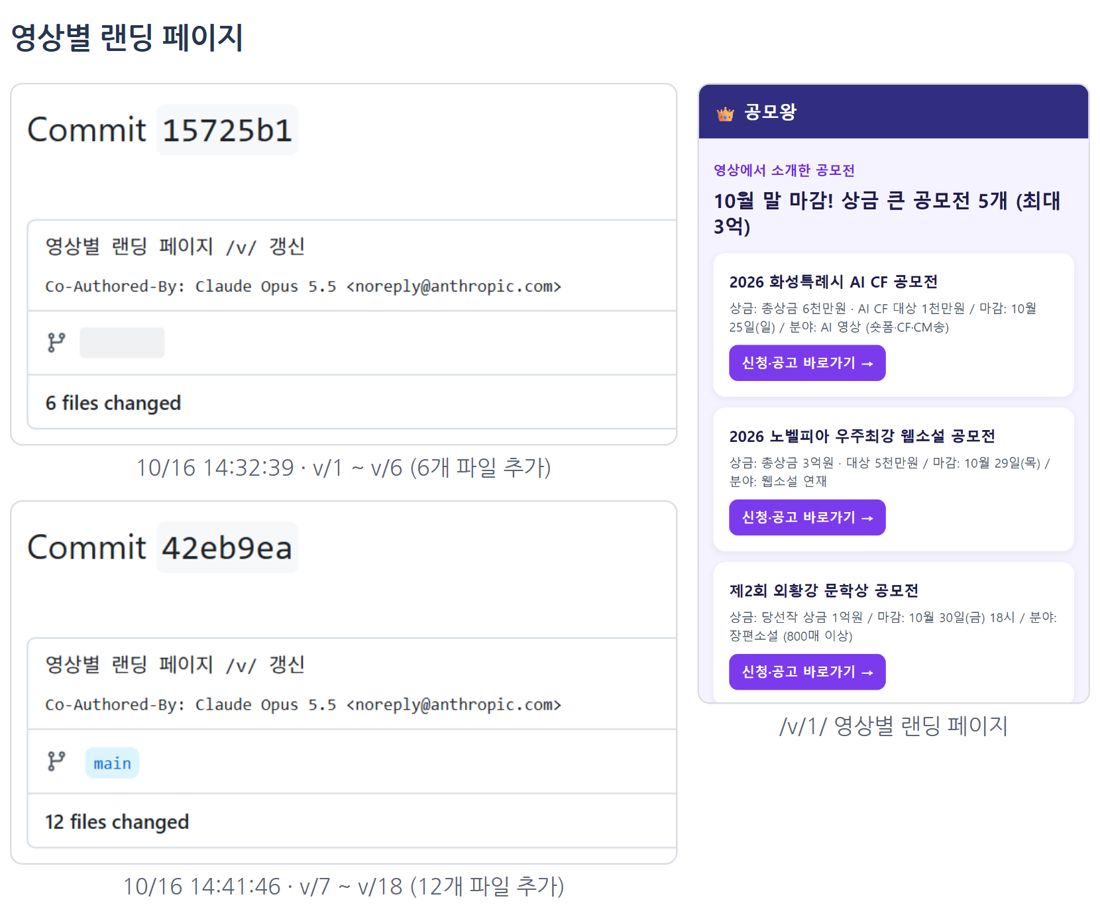 영상별 랜딩 페이지
Commit 15725b1
영상별 랜딩 페이지 /v/ 갱신
Co-Authored-By: Claude Opus 5.5 <noreply@anthropic.com>
6 files changed
10/16 14:32:39 · v/1 ~ v/6 (6개 파일 추가)
Commit 42eb9ea
영상별 랜딩 페이지 /v/ 갱신
Co-Authored-By: Claude Opus 5.5 <noreply@anthropic.com>
main
12 files changed
10/16 14:41:46 · v/7 ~ v/18 (12개 파일 추가)
공모왕
영상에서 소개한 공모전
10월 말 마감! 상금 큰 공모전 5개 (최대
3억)
2026 화성특례시 AI CF 공모전
상금: 총상금 6천만원 · AI CF 대상 1천만원 / 마감: 10월
25일(일) / 분야: AI 영상 (숏폼·CF·CM송)
신청·공고 바로가기 →
2026 노벨피아 우주최강 웹소설 공모전
상금: 총상금 3억원 · 대상 5천만원 / 마감: 10월 29일(목) /
분야: 웹소설 연재
신청·공고 바로가기 →
제2회 외황강 문학상 공모전
상금: 당선작 상금 1억원 / 마감: 10월 30일(금) 18시 / 분야:
장편소설 (800매 이상)
신청·공고 바로가기 →
/v/1/ 영상별 랜딩 페이지